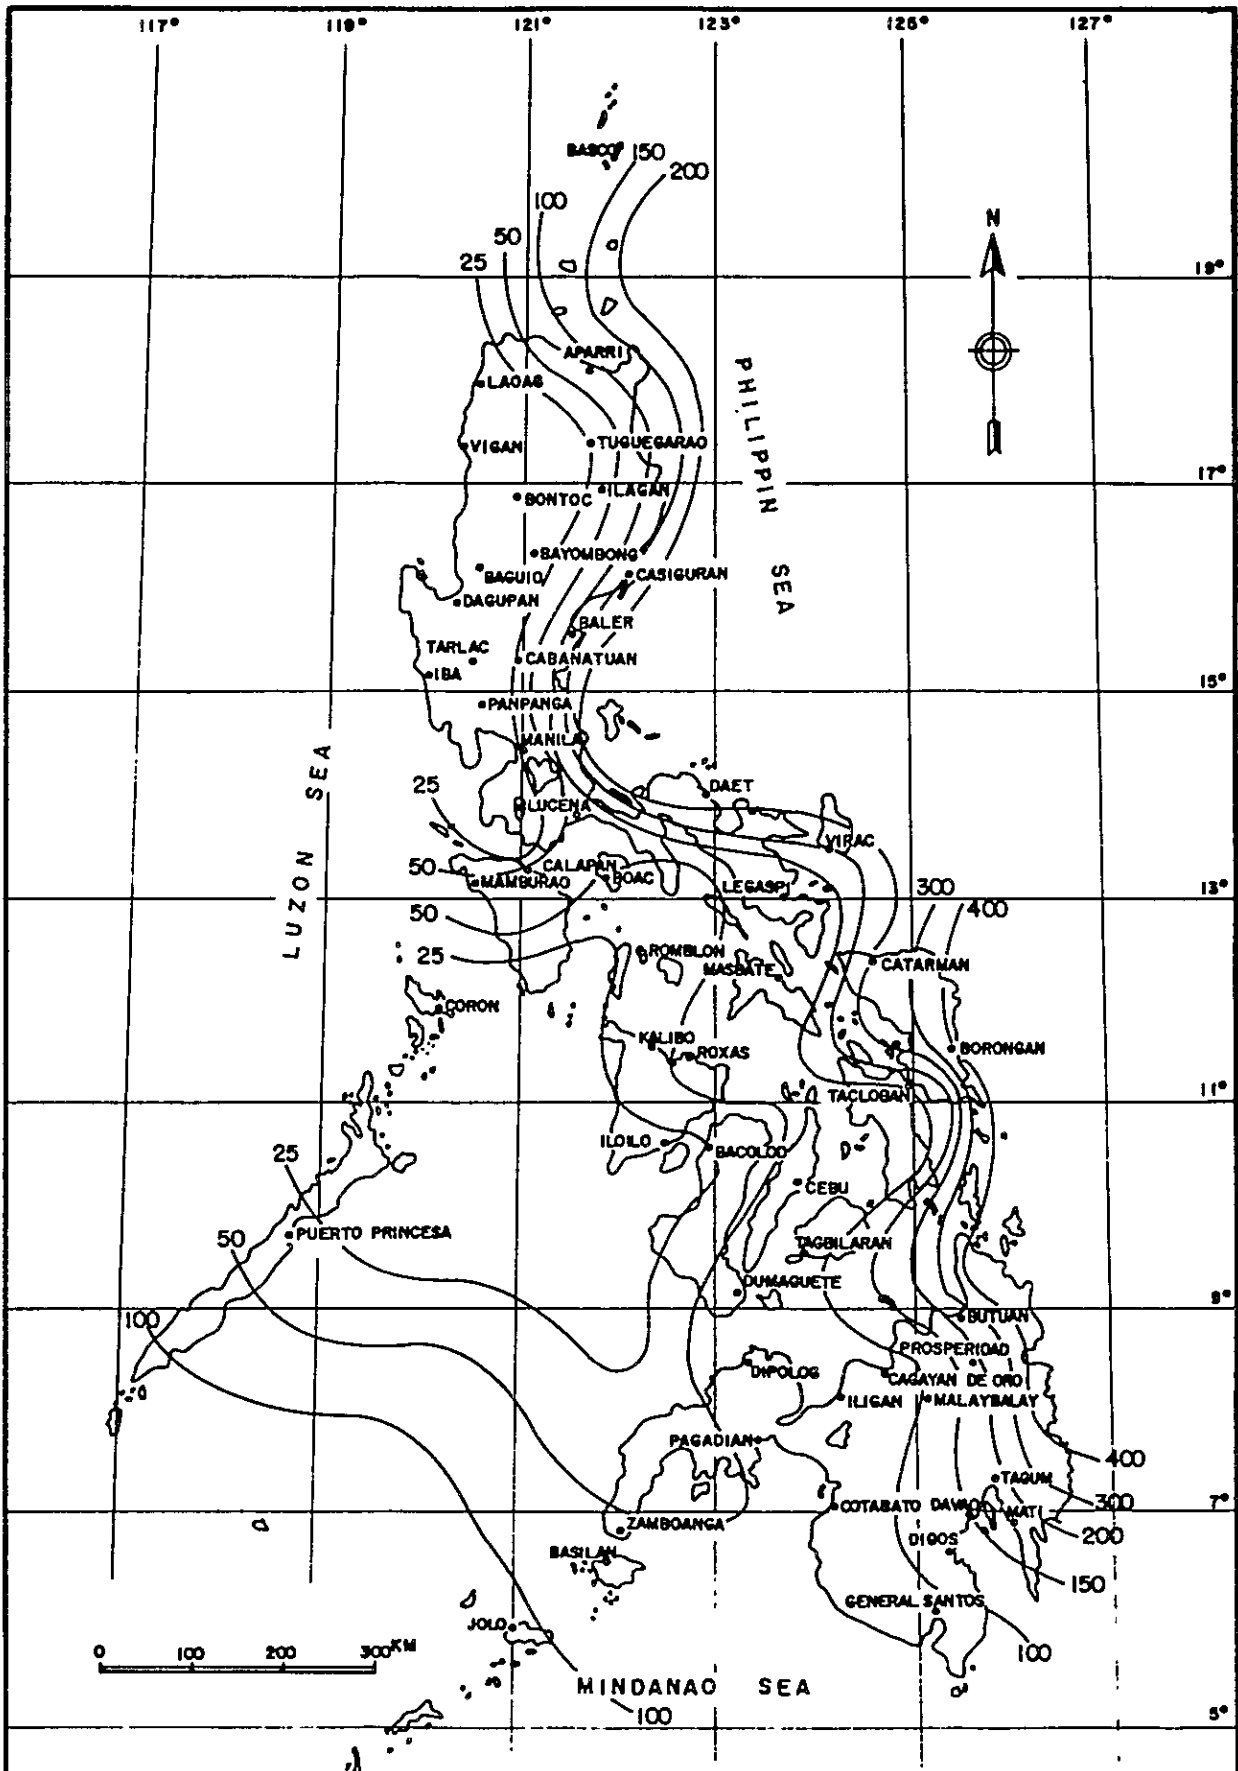 117° 119° 121° 123° 125° 127°
BASCO
150
200
100
50
25
N
19°
APARRI
LAOAG
VIGAN
TUGUEGARAO
PHILIPPIN SEA
17°
BONTOC
ILAGAN
BAYOMBONG
BAGUIO
CASIGURAN
DAGUPAN
BALER
TARLAC
CABANATUAN
IBA
15°
PANPANGA
MANILA
LUZON SEA
25
DAET
LUCENA
VIRAC
CALAPAN
50
MAMBURAO
BOAC
LEGASPI
300
400
13°
50
25
ROMBLON
MASBATE
CATARMAN
CORON
KALIBO
ROXAS
BORONGAN
TACLOBAN
11°
ILOILO
BACOLOD
25
CEBU
50
PUERTO PRINCESA
TAGBILARAN
DUMAGUETE
100
9°
BUTUAN
PROSPERIDAD
DIPOLOG
CAGAYAN DE ORO
ILIGAN
MALAYBALAY
PAGADIAN
400
TAGUM
300
7°
COTABATO
DAVAO
MATI
ZAMBOANGA
200
DIGOS
BASILAN
150
GENERAL SANTOS
JOLO
100
0 100 200 300KM
MINDANAO SEA
100
5°